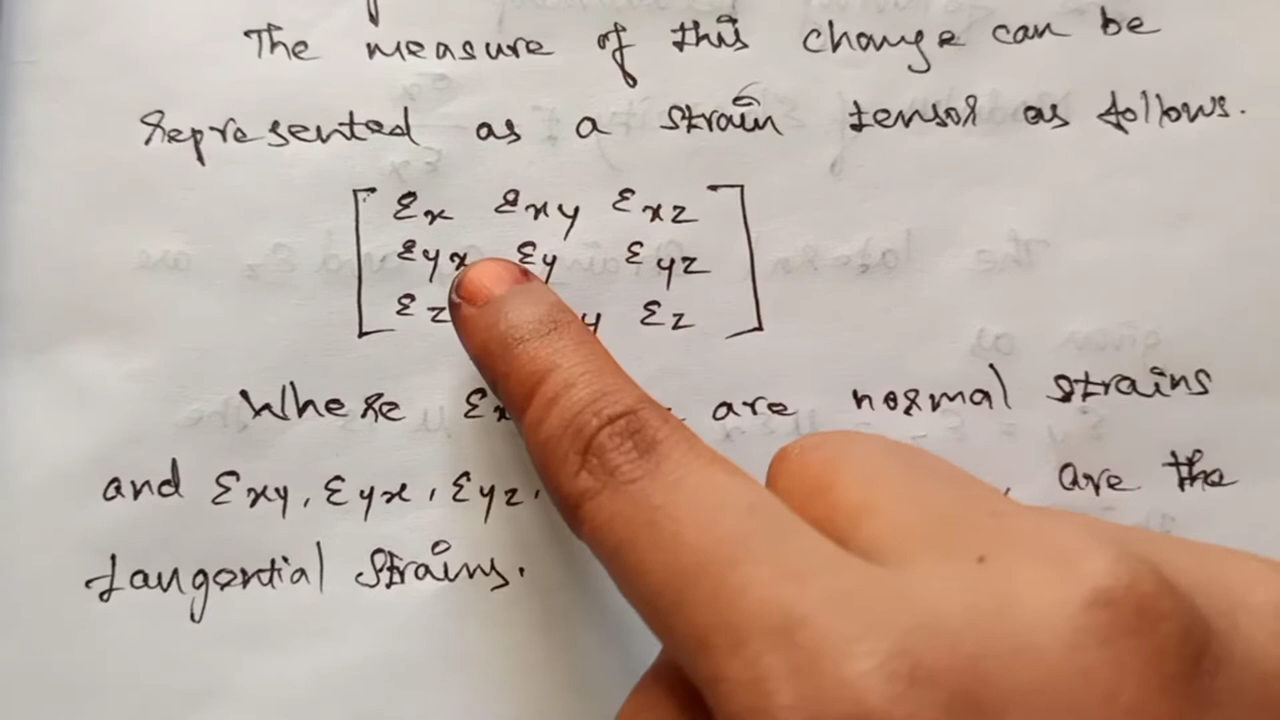 The measure of this change can be
represented as a strain tensor as follows.
εx εxy εxz
εyx εy εyz
εz y εz
Where εx are normal strains
and εxy, εyx, εyz, are the
tangential strains.